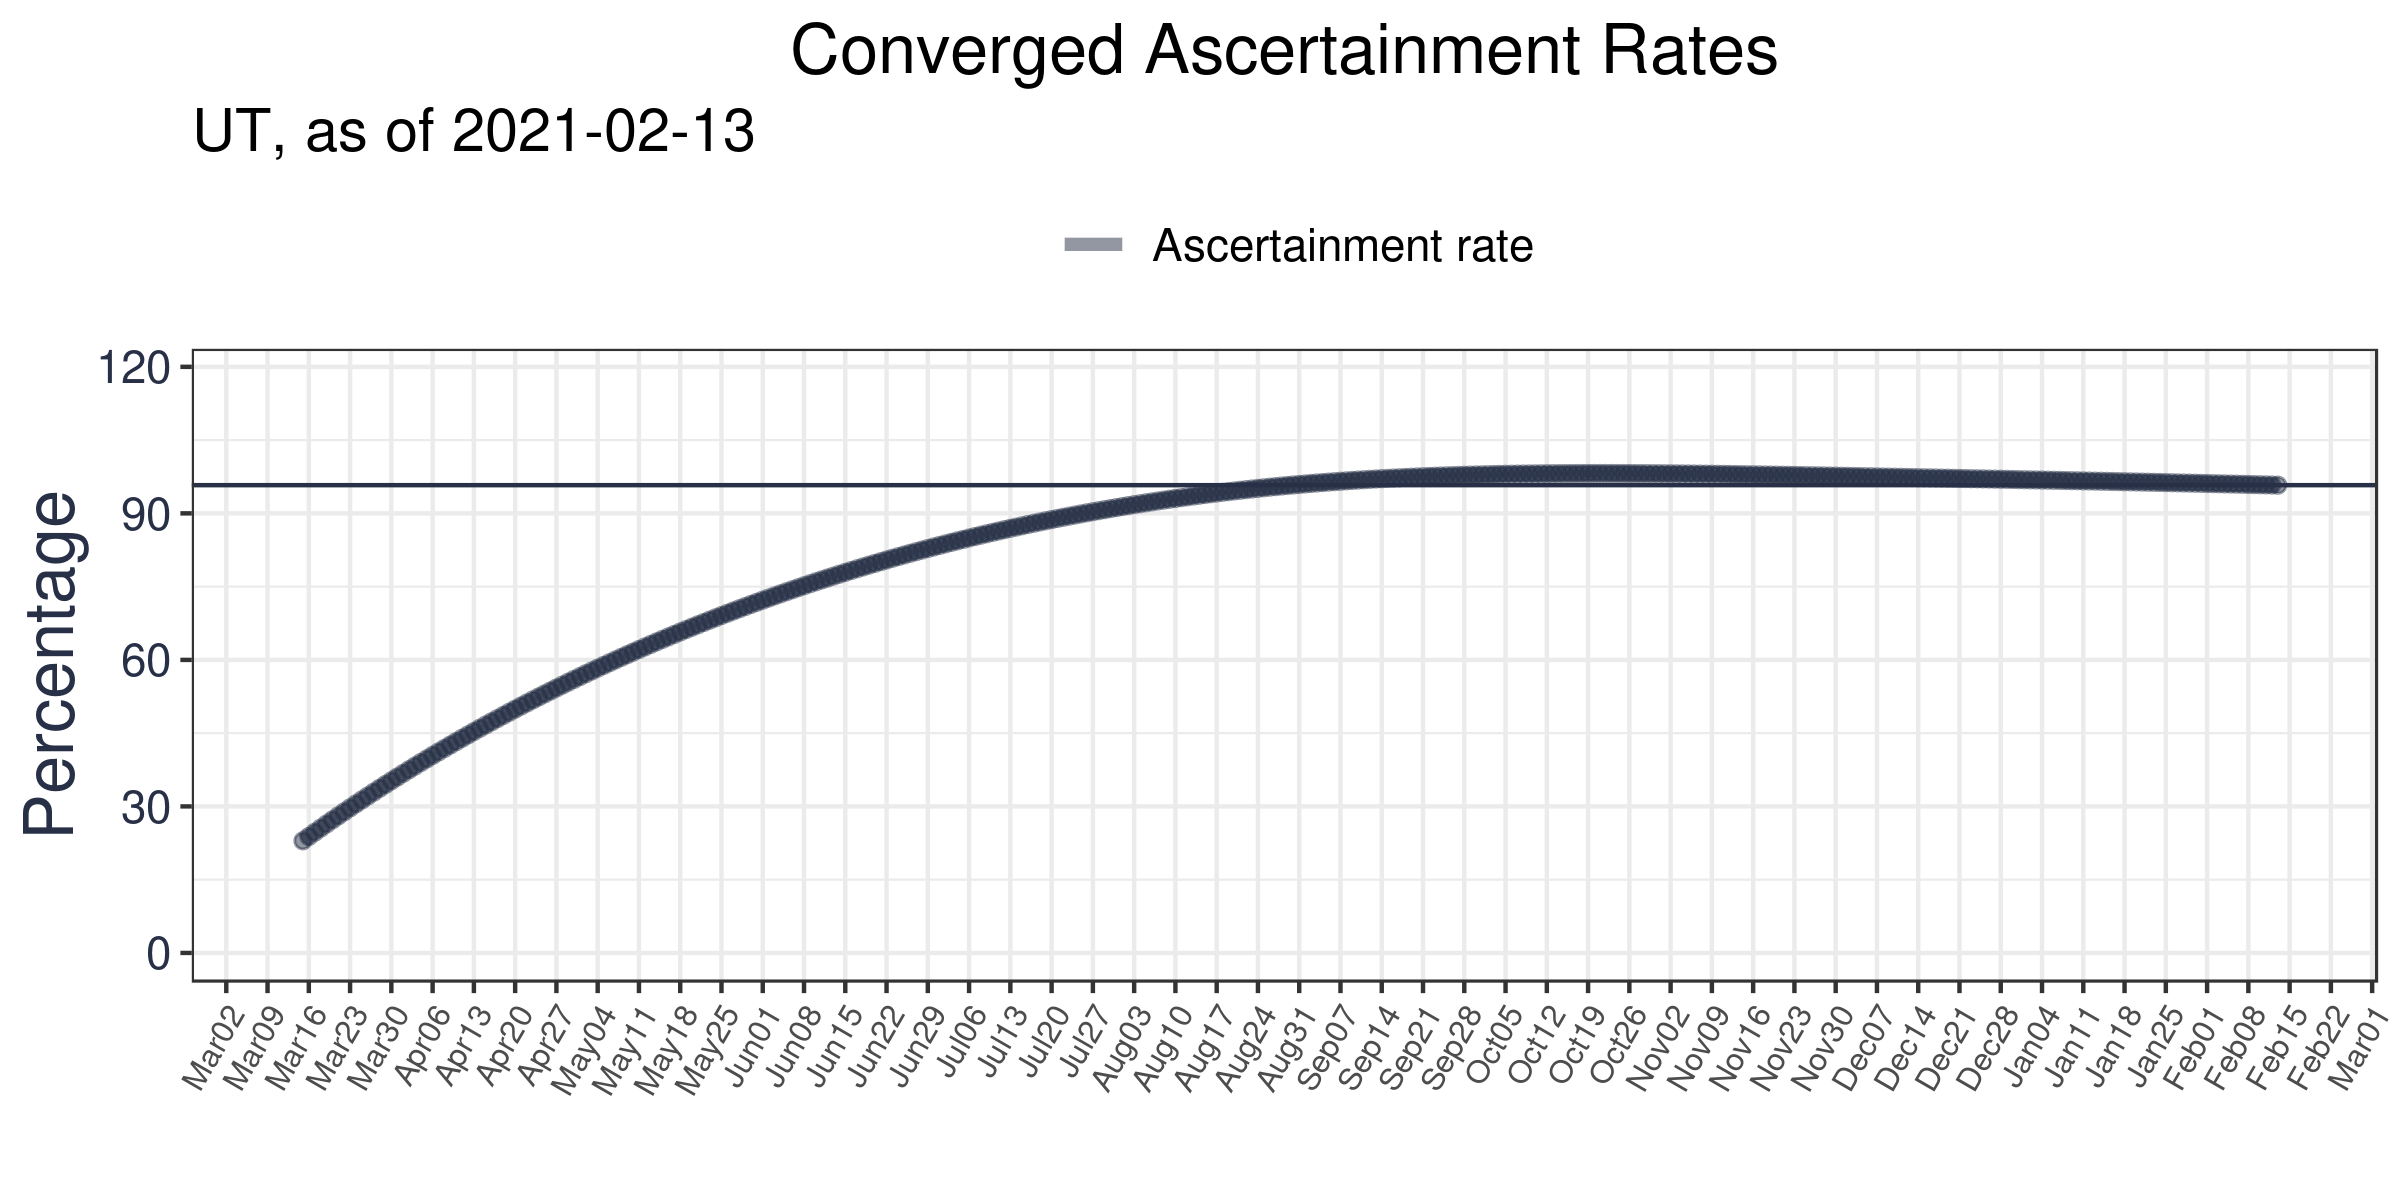 Converged Ascertainment Rates
UT, as of 2021-02-13
Ascertainment rate
Percentage
120
90
60
30
0
Mar02 Mar09 Mar16 Mar23 Mar30 Apr06 Apr13 Apr20 Apr27 May04 May11 May18 May25 Jun01 Jun08 Jun15 Jun22 Jun29 Jul06 Jul13 Jul20 Jul27 Aug03 Aug10 Aug17 Aug24 Aug31 Sep07 Sep14 Sep21 Sep28 Oct05 Oct12 Oct19 Oct26 Nov02 Nov09 Nov16 Nov23 Nov30 Dec07 Dec14 Dec21 Dec28 Jan04 Jan11 Jan18 Jan25 Feb01 Feb08 Feb15 Feb22 Mar01